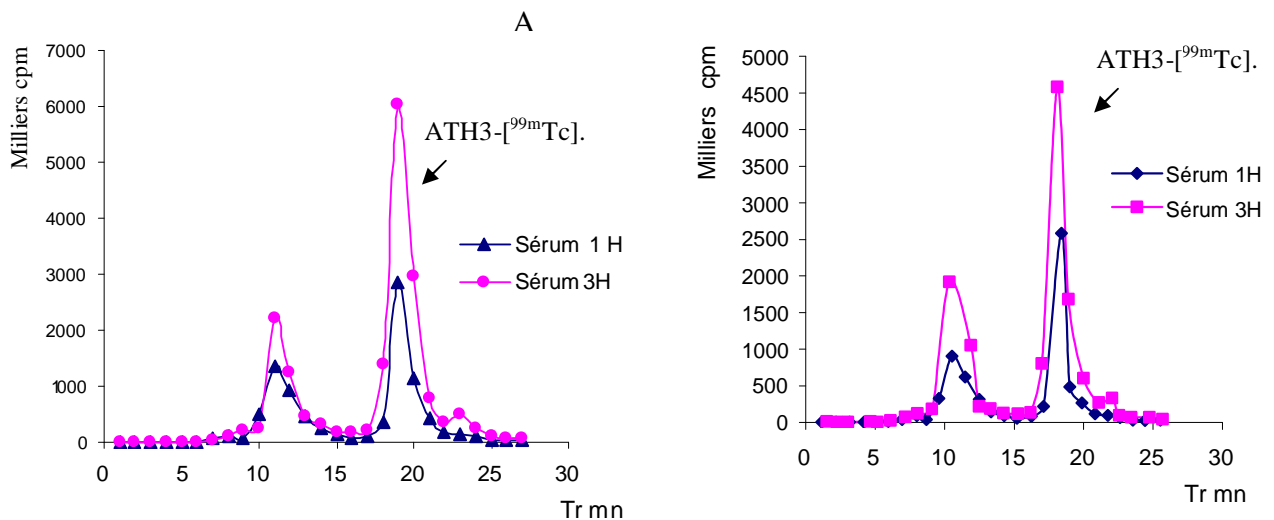 A
Milliers cpm
7000
6000
5000
4000
3000
2000
1000
0
0 5 10 15 20 25 30
Tr mn
ATH3-[⁹⁹ᵐTc].
Sérum 1 H
Sérum 3H
Milliers cpm
5000
4500
4000
3500
3000
2500
2000
1500
1000
500
0
0 5 10 15 20 25 30
Tr mn
ATH3-[⁹⁹ᵐTc].
Sérum 1H
Sérum 3H